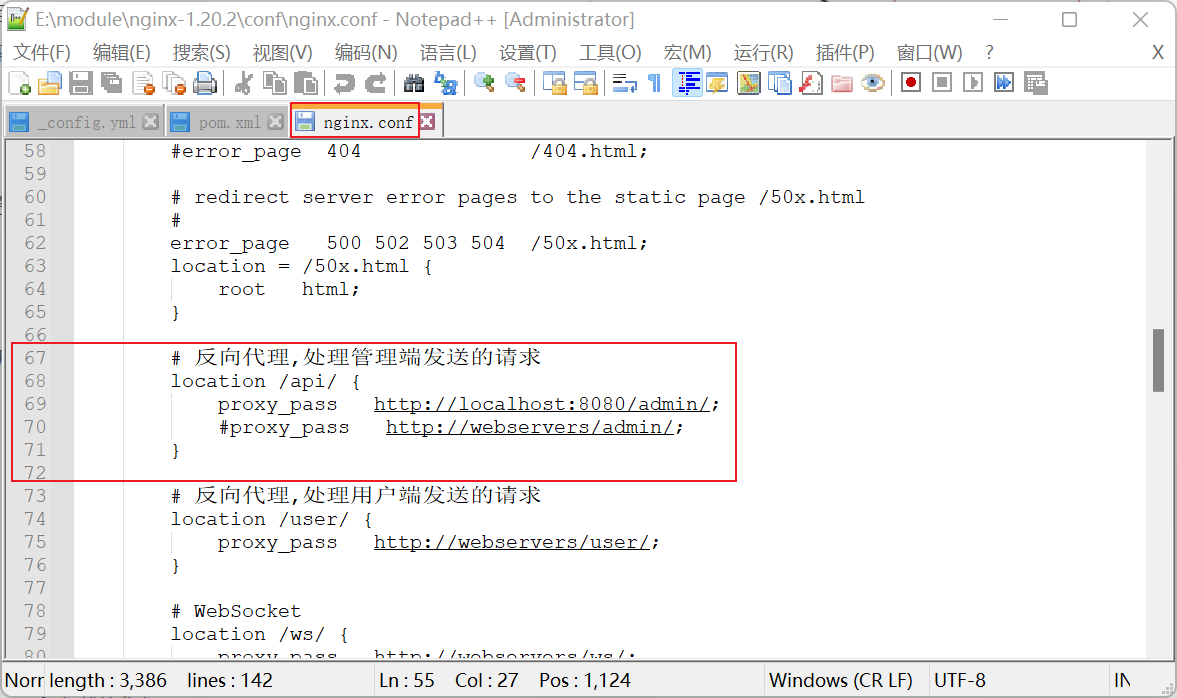 E:\module\nginx-1.20.2\conf\nginx.conf - Notepad++ [Administrator]
文件(F) 编辑(E) 搜索(S) 视图(V) 编码(N) 语言(L) 设置(T) 工具(O) 宏(M) 运行(R) 插件(P) 窗口(W) ? X
_config.yml pom.xml nginx.conf
58 #error_page 404 /404.html;
59
60 # redirect server error pages to the static page /50x.html
61 #
62 error_page 500 502 503 504 /50x.html;
63 location = /50x.html {
64 root html;
65 }
66
67 # 反向代理,处理管理端发送的请求
68 location /api/ {
69 proxy_pass http://localhost:8080/admin/;
70 #proxy_pass http://webservers/admin/;
71 }
72
73 # 反向代理,处理用户端发送的请求
74 location /user/ {
75 proxy_pass http://webservers/user/;
76 }
77
78 # WebSocket
79 location /ws/ {
80 proxy_pass http://webservers/ws/;
Norr length : 3,386 lines : 142 Ln : 55 Col : 27 Pos : 1,124 Windows (CR LF) UTF-8 IN